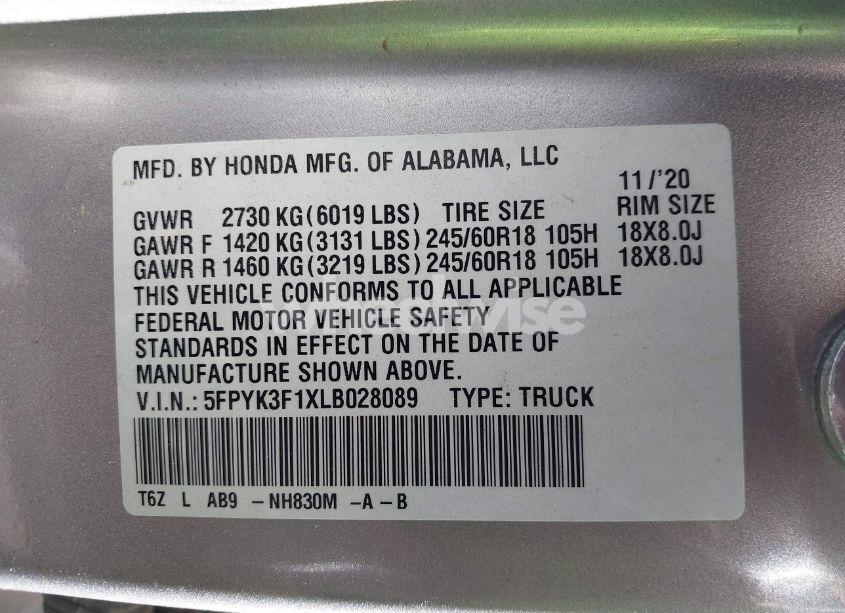 MFD. BY HONDA MFG. OF ALABAMA, LLC
11/'20
GVWR 2730 KG (6019 LBS) TIRE SIZE RIM SIZE
GAWR F 1420 KG (3131 LBS) 245/60R18 105H 18X8.0J
GAWR R 1460 KG (3219 LBS) 245/60R18 105H 18X8.0J
THIS VEHICLE CONFORMS TO ALL APPLICABLE
FEDERAL MOTOR VEHICLE SAFETY
STANDARDS IN EFFECT ON THE DATE OF
MANUFACTURE SHOWN ABOVE.
V.I.N.: 5FPYK3F1XLB028089 TYPE: TRUCK
T6Z L AB9 -NH830M -A -B